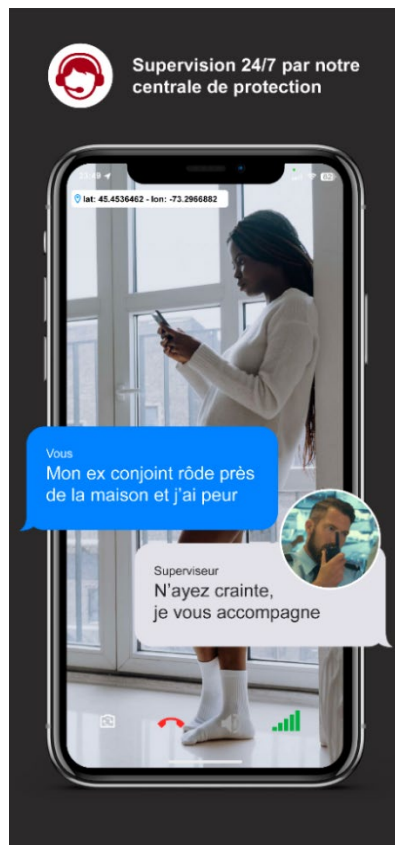 Supervision 24/7 par notre
centrale de protection
lat: 45.4536462 - lon: -73.2966882
Vous
Mon ex conjoint rôde près
de la maison et j'ai peur
Superviseur
N'ayez crainte,
je vous accompagne